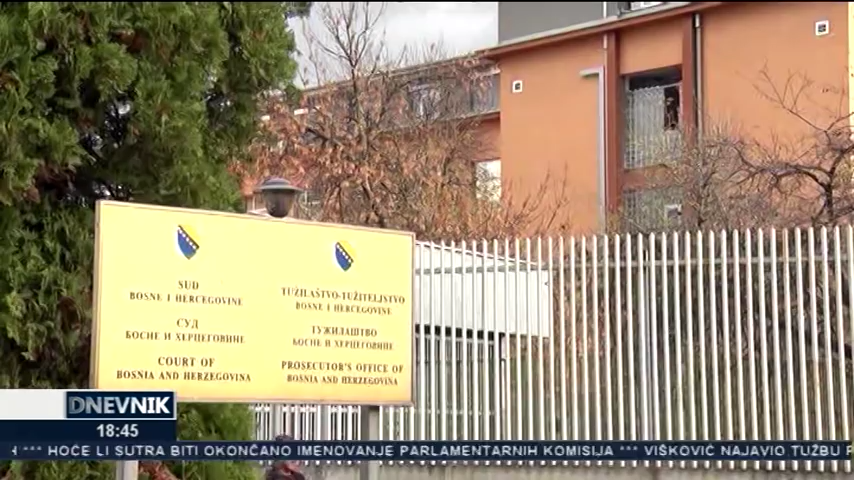 SUD
BOSNE I HERCEGOVINE
СУД
БОСНЕ И ХЕРЦЕГОВИНЕ
COURT OF
BOSNIA AND HERZEGOVINA
TUŽILAŠTVO-TUŽITELJSTVO
BOSNE I HERCEGOVINE
ТУЖИЛАШТВО
БОСНЕ И ХЕРЦЕГОВИНЕ
PROSECUTOR'S OFFICE OF
BOSNIA AND HERZEGOVINA
DNEVNIK
18:45
*** HOĆE LI SUTRA BITI OKONČANO IMENOVANJE PARLAMENTARNIH KOMISIJA *** VIŠKOVIĆ NAJAVIO TUŽBU